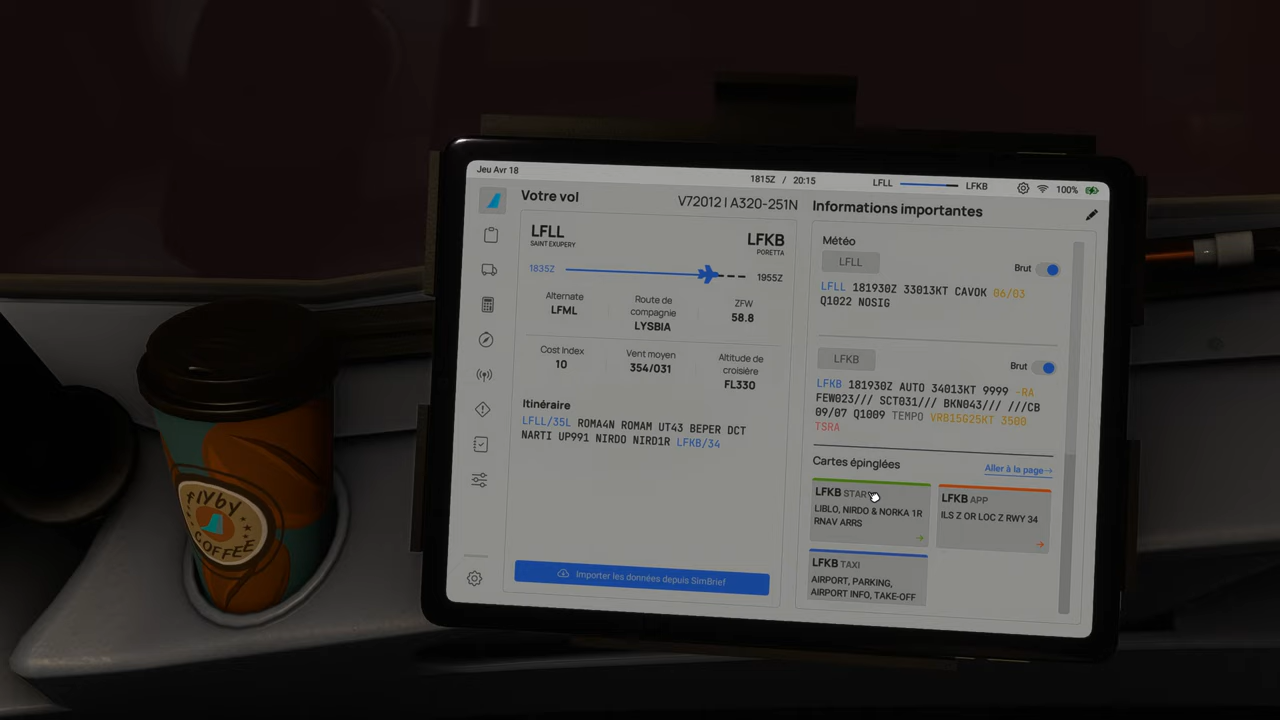 Jeu Avr 18
1815Z / 20:15
LFLL LFKB
100%
Votre vol
V72012 | A320-251N
LFLL
SAINT EXUPERY
LFKB
PORETTA
1835Z
1955Z
Alternate
LFML
Route de
compagnie
LYSBIA
ZFW
58.8
Cost index
10
Vent moyen
354/031
Altitude de
croisière
FL330
Itinéraire
LFLL/35L ROMA4N ROMAM UT43 BEPER DCT
NARTI UP991 NIRDO NIRD1R LFKB/34
Importer les données depuis SimBrief
Informations importantes
Météo
LFLL
Brut
LFLL 181930Z 33013KT CAVOK 06/03
Q1022 NOSIG
LFKB
Brut
LFKB 181930Z AUTO 34013KT 9999 -RA
FEW023/// SCT031/// BKN043/// ///CB
09/07 Q1009 TEMPO VRB15G25KT 3500
TSRA
Cartes épinglées
Aller à la page→
LFKB STAR
LIBLO, NIRDO & NORKA 1R
RNAV ARRS
LFKB APP
ILS Z OR LOC Z RWY 34
LFKB TAXI
AIRPORT, PARKING,
AIRPORT INFO, TAKE-OFF
flyby
COFFEE